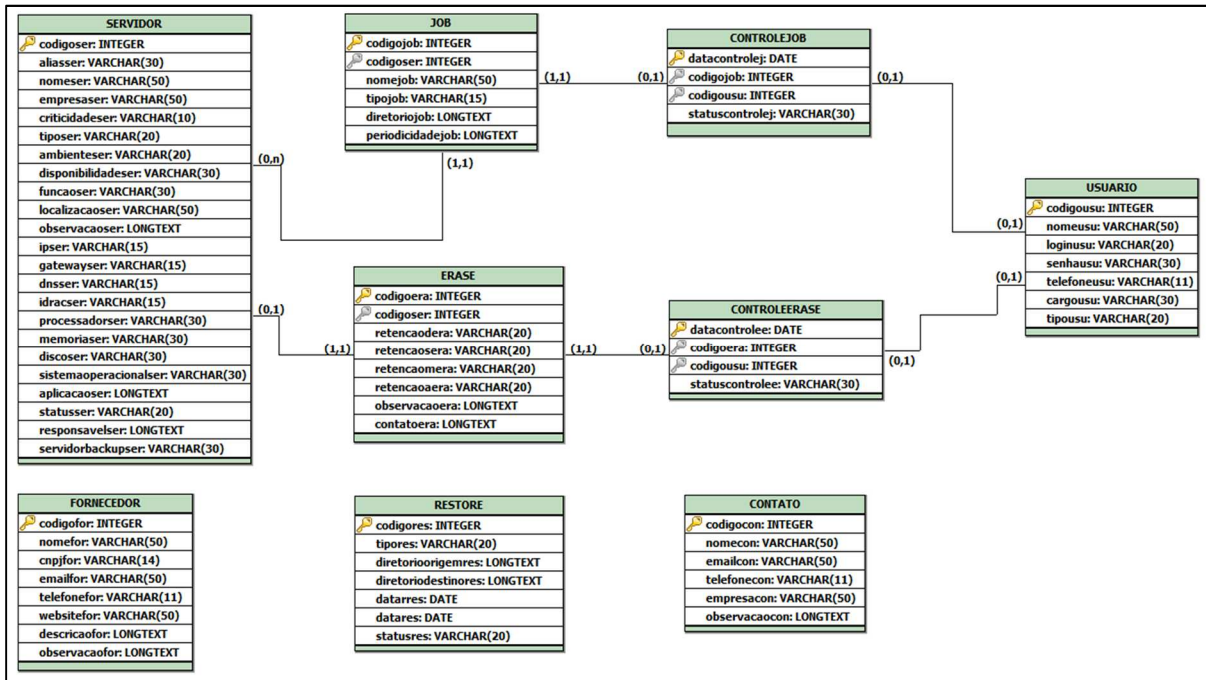 SERVIDOR
codigoser: INTEGER
aliasser: VARCHAR(30)
nomeser: VARCHAR(50)
empresaser: VARCHAR(50)
criticidadeser: VARCHAR(10)
tiposer: VARCHAR(20)
ambienteser: VARCHAR(20)
disponibilidadeser: VARCHAR(30)
funcaoser: VARCHAR(30)
localizacaoser: VARCHAR(50)
observacaoser: LONGTEXT
ipser: VARCHAR(15)
gatewayser: VARCHAR(15)
dnsser: VARCHAR(15)
idracser: VARCHAR(15)
processadorser: VARCHAR(30)
memoriaser: VARCHAR(30)
discoser: VARCHAR(30)
sistemaoperacionalser: VARCHAR(30)
aplicacaoser: LONGTEXT
statusser: VARCHAR(20)
responsavelser: LONGTEXT
servidorbackupser: VARCHAR(30)
(0,n)
(0,1)
JOB
codigojob: INTEGER
codigoser: INTEGER
nomejob: VARCHAR(50)
tipojob: VARCHAR(15)
diretoriojob: LONGTEXT
periodicidadejob: LONGTEXT
(1,1)
(1,1)
(0,1)
CONTROLEJOB
datacontrolej: DATE
codigojob: INTEGER
codigousu: INTEGER
statuscontrolej: VARCHAR(30)
(0,1)
(0,1)
USUARIO
codigousu: INTEGER
nomeusu: VARCHAR(50)
loginusu: VARCHAR(20)
senhausu: VARCHAR(30)
telefoneusu: VARCHAR(11)
cargousu: VARCHAR(30)
tipousu: VARCHAR(20)
(0,1)
(1,1)
ERASE
codigoera: INTEGER
codigoser: INTEGER
retencaodera: VARCHAR(20)
retencaosera: VARCHAR(20)
retencaomera: VARCHAR(20)
retencaoaera: VARCHAR(20)
observacaoera: LONGTEXT
contatoera: LONGTEXT
(1,1)
(0,1)
CONTROLEERASE
datacontrolee: DATE
codigoera: INTEGER
codigousu: INTEGER
statuscontrolee: VARCHAR(30)
(0,1)
FORNECEDOR
codigofor: INTEGER
nomefor: VARCHAR(50)
cnpjfor: VARCHAR(14)
emailfor: VARCHAR(50)
telefonefor: VARCHAR(11)
websitefor: VARCHAR(50)
descricaofor: LONGTEXT
observacaofor: LONGTEXT
RESTORE
codigores: INTEGER
tipores: VARCHAR(20)
diretorioorigemres: LONGTEXT
diretoriodestinores: LONGTEXT
datarres: DATE
datares: DATE
statusres: VARCHAR(20)
CONTATO
codigocon: INTEGER
nomecon: VARCHAR(50)
emailcon: VARCHAR(50)
telefonecon: VARCHAR(11)
empresacon: VARCHAR(50)
observacaocon: LONGTEXT